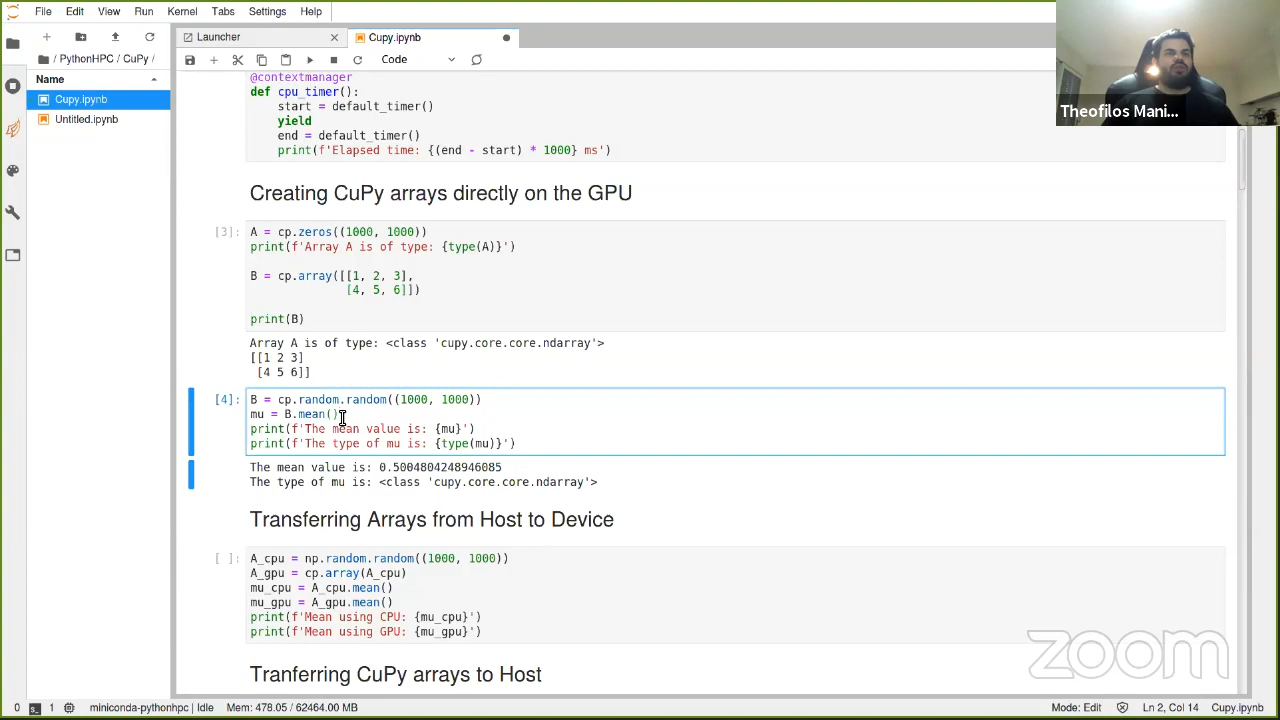 File Edit View Run Kernel Tabs Settings Help
Launcher
Cupy.ipynb
Code
/ PythonHPC / CuPy /
Name
Cupy.ipynb
Untitled.ipynb
@contextmanager
def cpu_timer():
    start = default_timer()
    yield
    end = default_timer()
    print(f'Elapsed time: {(end - start) * 1000} ms')
Creating CuPy arrays directly on the GPU
[3]: A = cp.zeros((1000, 1000))
print(f'Array A is of type: {type(A)}')
B = cp.array([[1, 2, 3],
              [4, 5, 6]])
print(B)
Array A is of type: <class 'cupy.core.core.ndarray'>
[[1 2 3]
 [4 5 6]]
[4]: B = cp.random.random((1000, 1000))
mu = B.mean()
print(f'The mean value is: {mu}')
print(f'The type of mu is: {type(mu)}')
The mean value is: 0.5004804248946085
The type of mu is: <class 'cupy.core.core.ndarray'>
Transferring Arrays from Host to Device
[ ]: A_cpu = np.random.random((1000, 1000))
A_gpu = cp.array(A_cpu)
mu_cpu = A_cpu.mean()
mu_gpu = A_gpu.mean()
print(f'Mean using CPU: {mu_cpu}')
print(f'Mean using GPU: {mu_gpu}')
Tranferring CuPy arrays to Host
Theofilos Mani...
zoom
0 1 miniconda-pythonhpc | Idle Mem: 478.05 / 62464.00 MB Mode: Edit Ln 2, Col 14 Cupy.ipynb